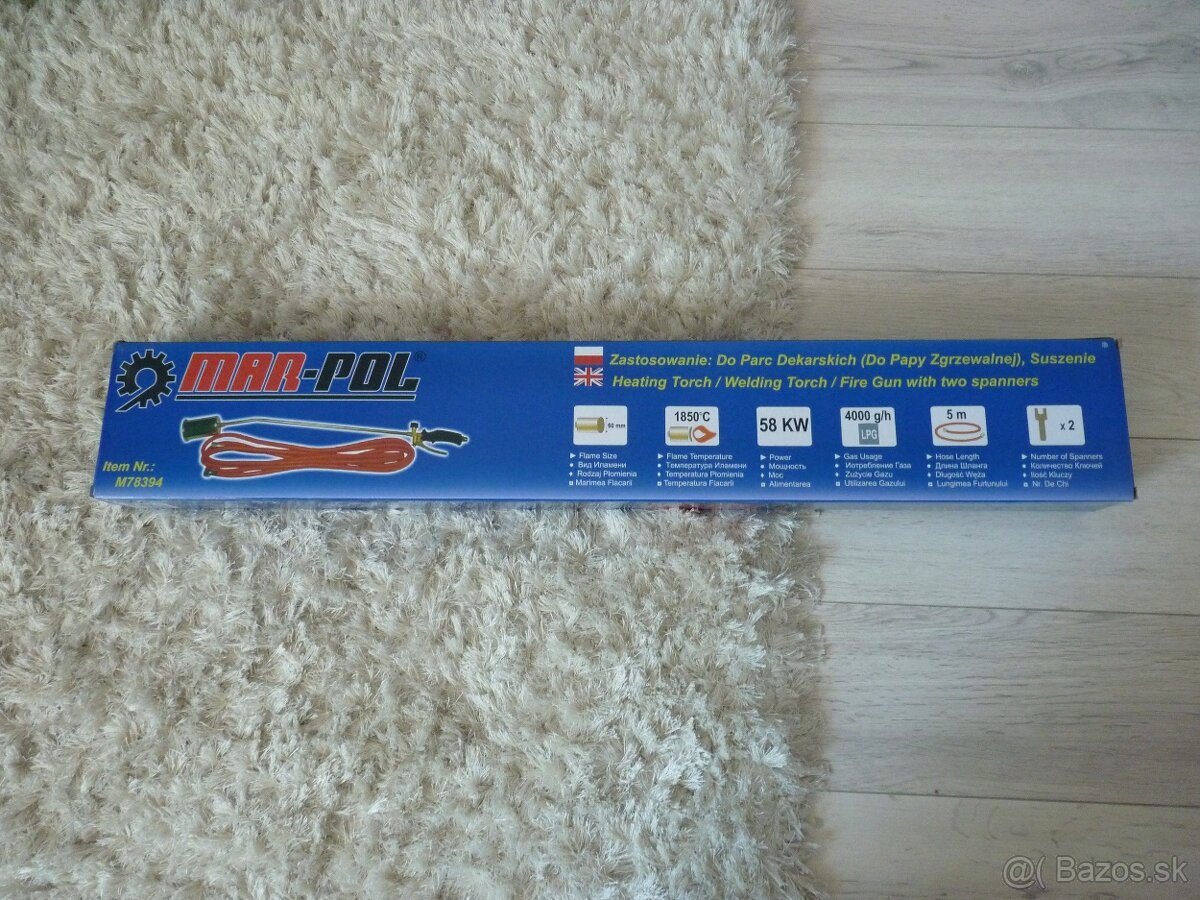 MAR-POL®
Zastosowanie: Do Parc Dekarskich (Do Papy Zgrzewalnej), Suszenie
Heating Torch / Welding Torch / Fire Gun with two spanners
Item Nr.:
M78394
60 mm
Flame Size
Вид Иламени
Rodzaj Płomienia
Marimea Flacarii
1850°C
Flame Temperature
Температура Иламени
Temperatura Płomienia
Temperatura Flacarii
58 KW
Power
Мощность
Moc
Alimentarea
4000 g/h
LPG
Gas Usage
Истребление Газа
Zużycie Gazu
Utilizarea Gazului
5 m
Hose Length
Длина Шланга
Długość Węża
Lungimea Furtunului
x 2
Number of Spanners
Количество Ключей
Ilość Kluczy
Nr. De Chi
@( Bazos.sk